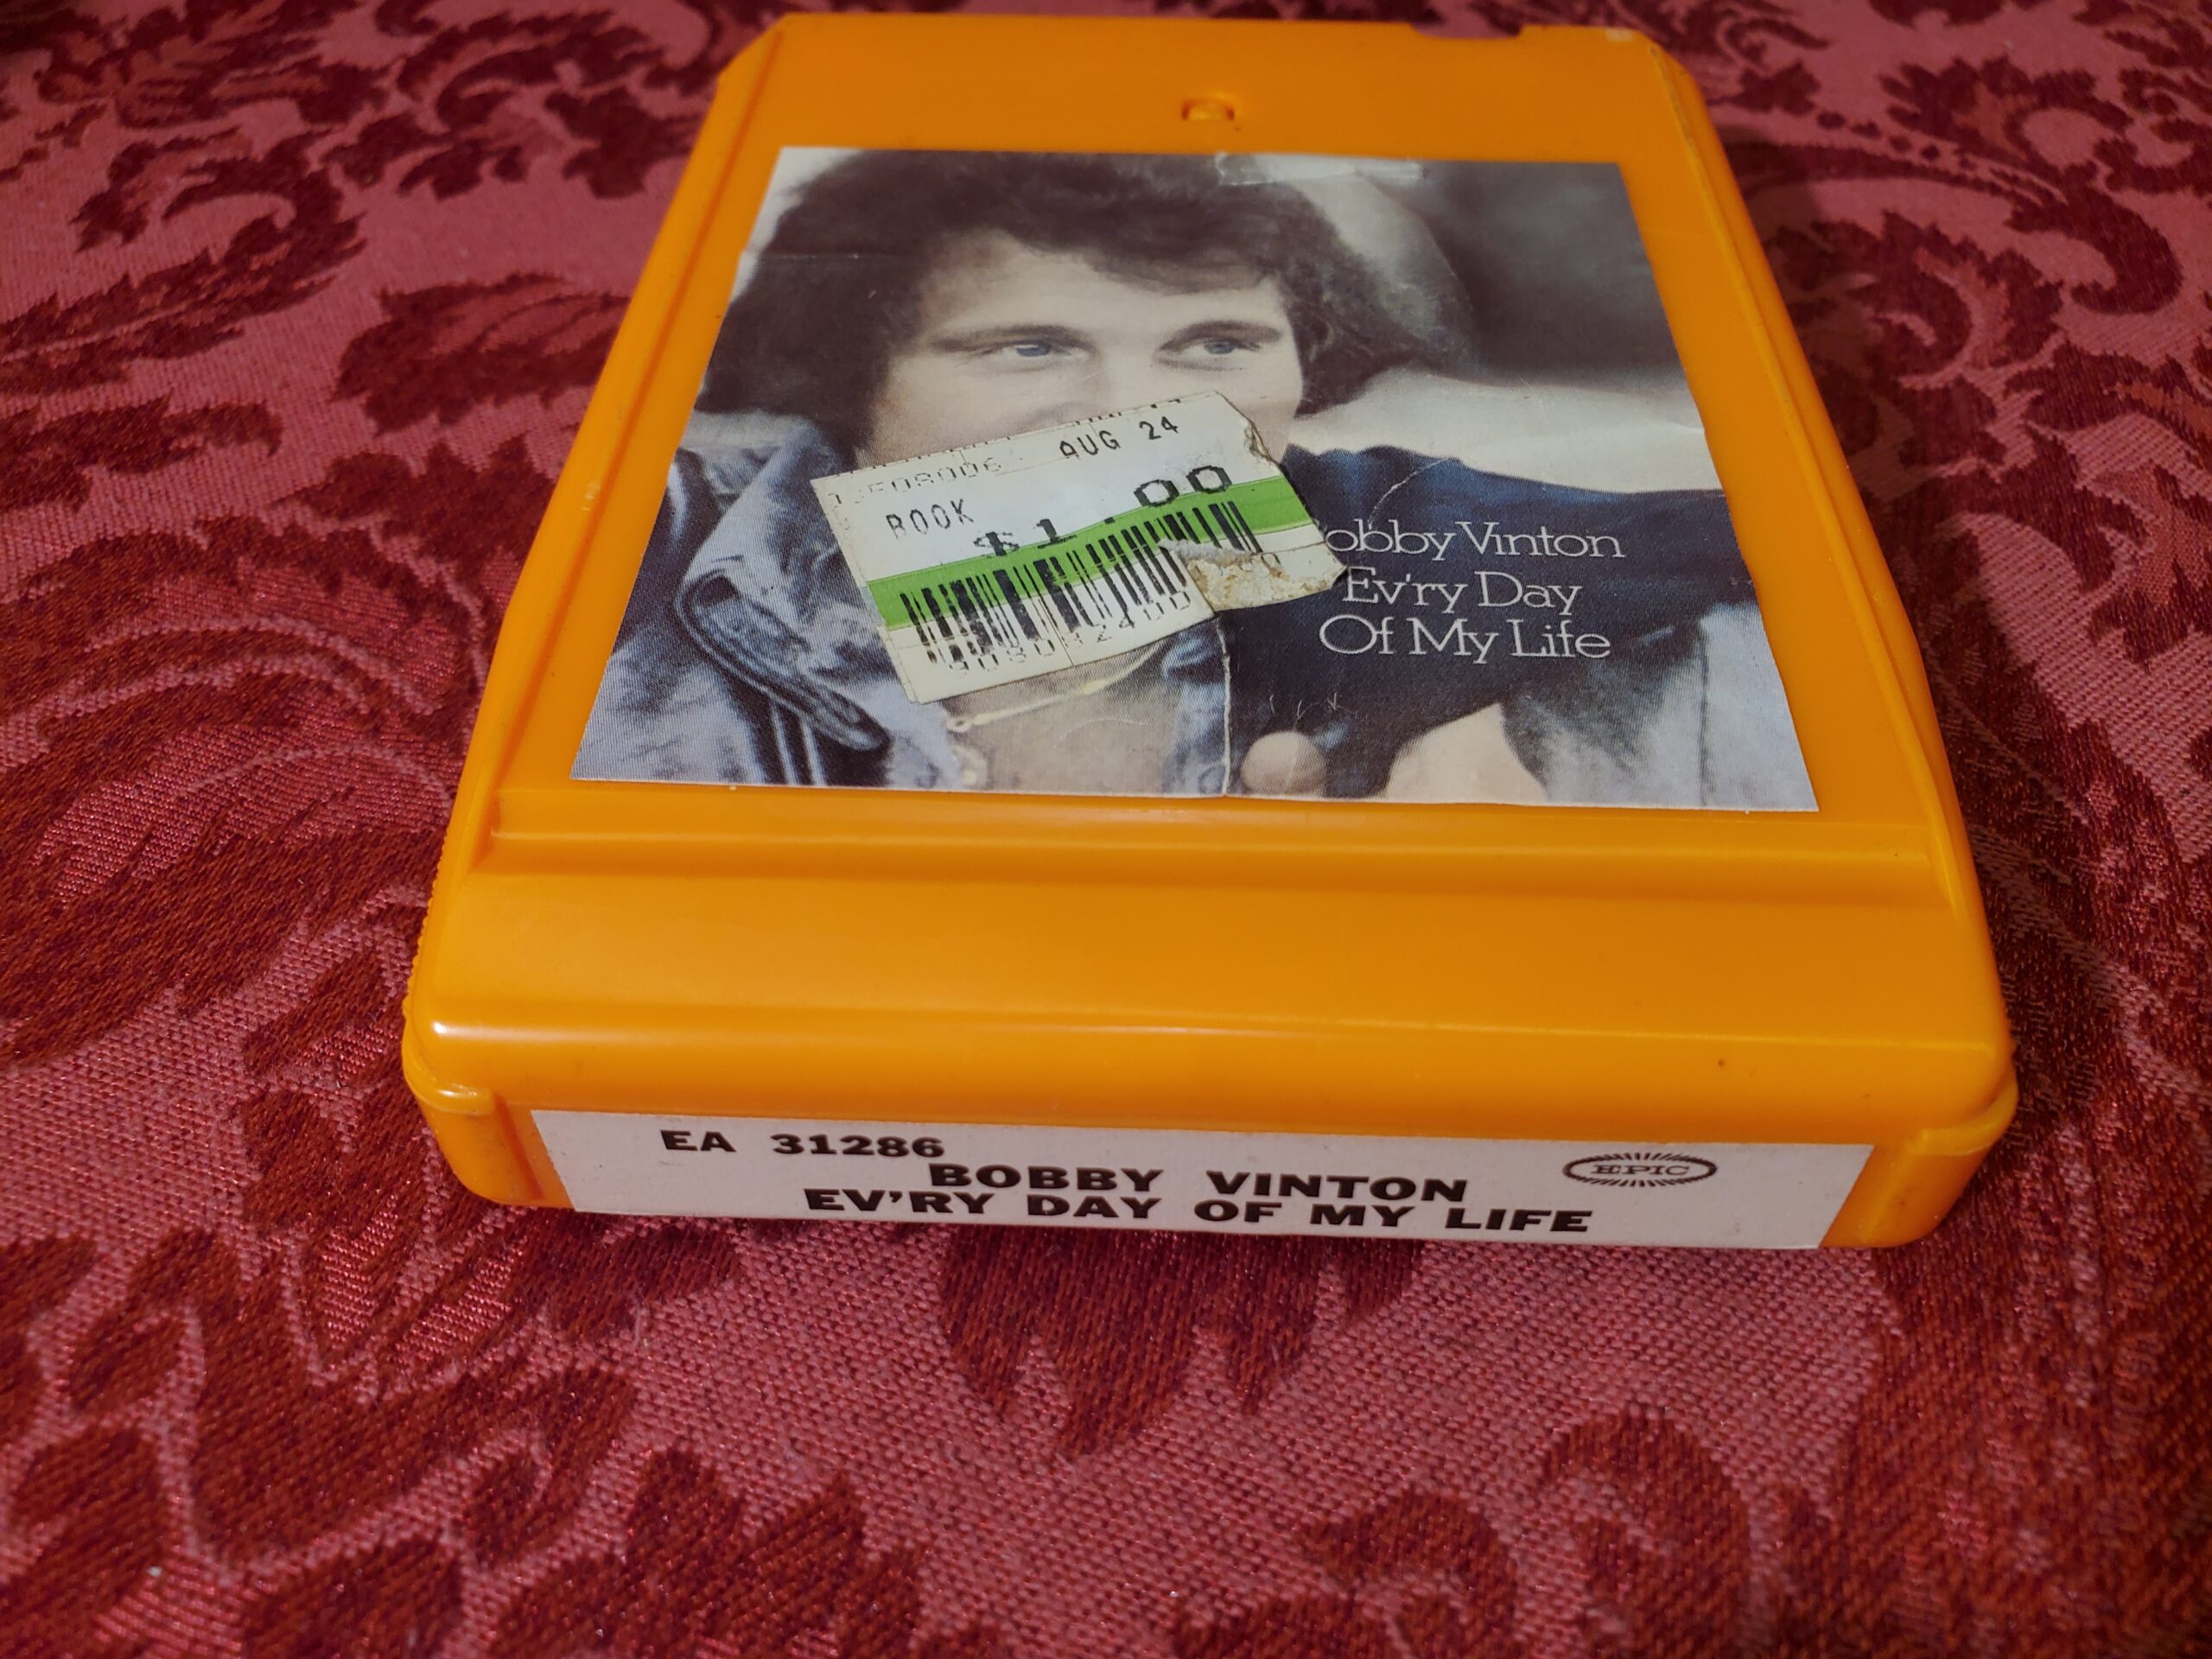 AUG 24
BOOK
$1.00
obby Vinton
Ev'ry Day
Of My Life
EA 31286
EPIC
BOBBY VINTON
EV'RY DAY OF MY LIFE